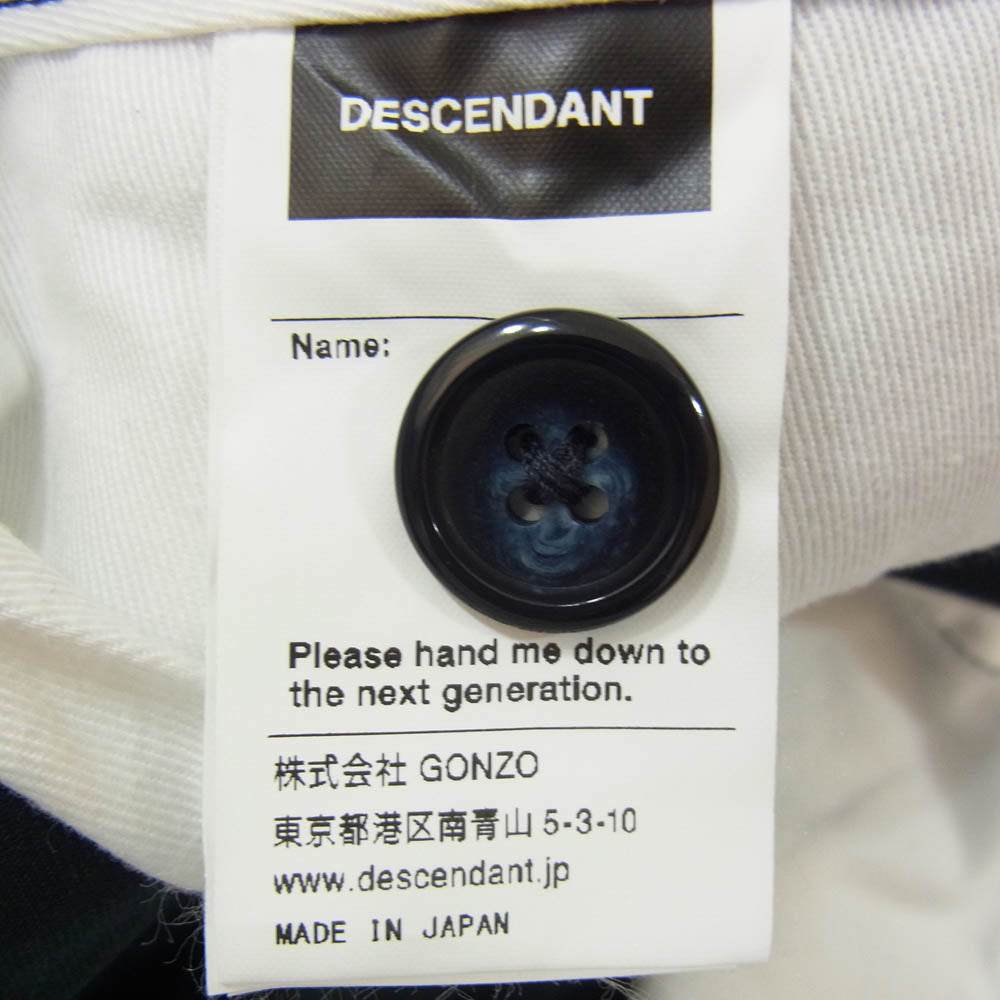 DESCENDANT
Name:
Please hand me down to
the next generation.
株式会社 GONZO
東京都港区南青山 5-3-10
www.descendant.jp
MADE IN JAPAN